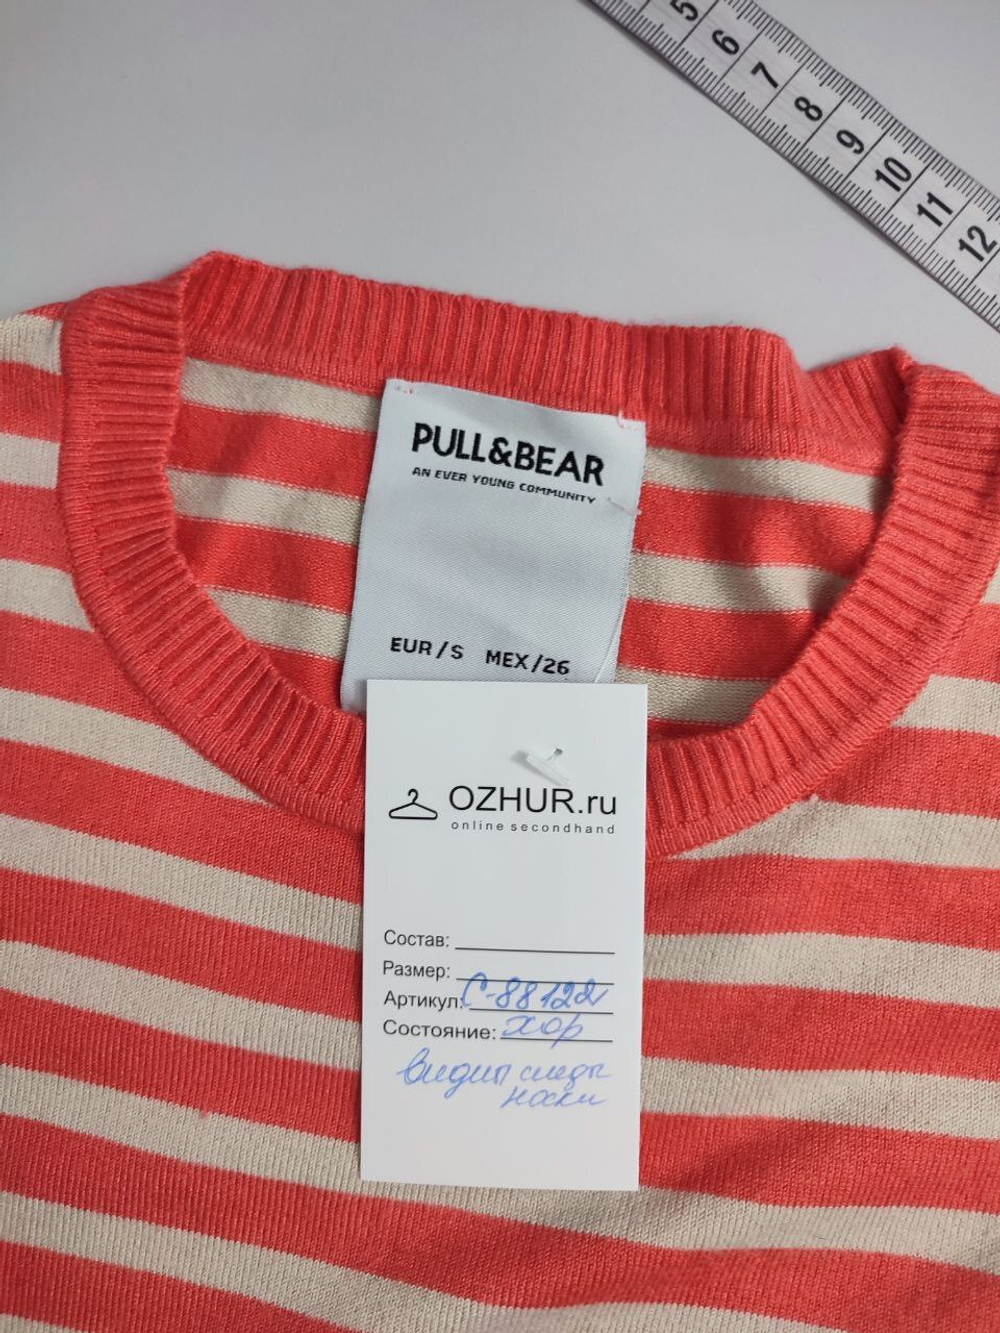 5 6 7 8 9 10 11 12
PULL&BEAR
AN EVER YOUNG COMMUNITY
EUR/S MEX/26
OZHUR.ru
online secondhand
Состав:
Размер:
Артикул: С-88122
Состояние: хор
видны следы
носки